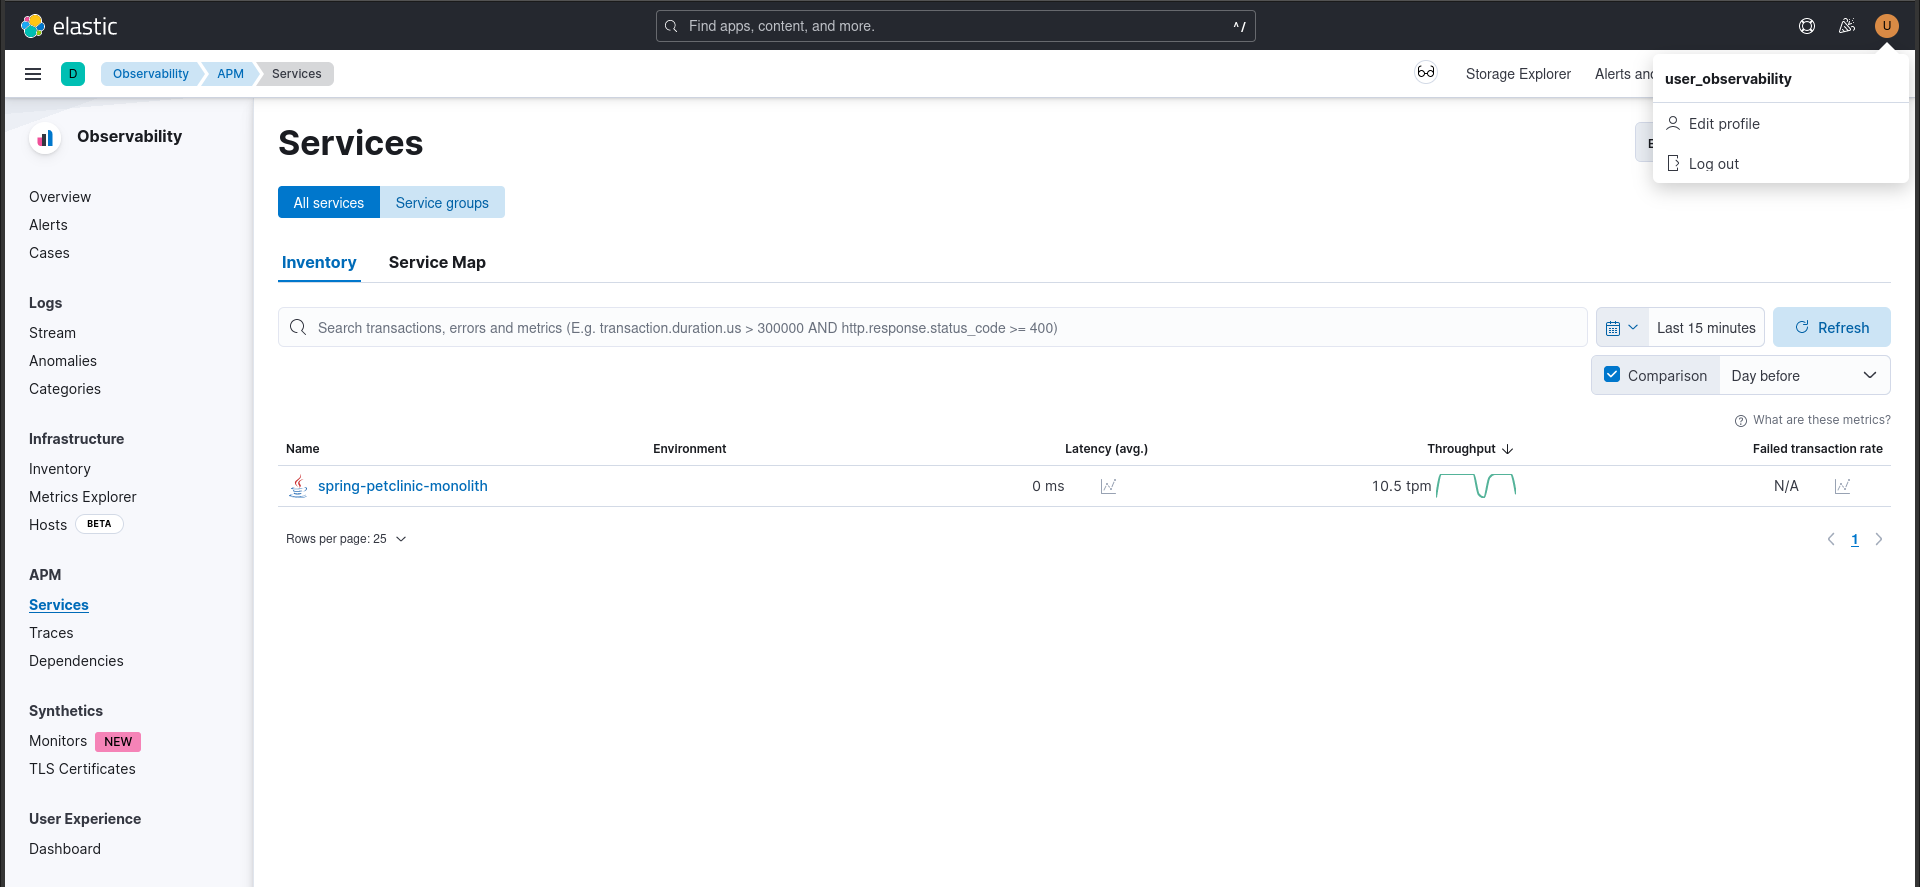 elastic
Find apps, content, and more.
^/
U
D
Observability
APM
Services
Storage Explorer
Alerts and
user_observability
Edit profile
Log out
Observability
Overview
Alerts
Cases
Logs
Stream
Anomalies
Categories
Infrastructure
Inventory
Metrics Explorer
Hosts BETA
APM
Services
Traces
Dependencies
Synthetics
Monitors NEW
TLS Certificates
User Experience
Dashboard
Services
All services
Service groups
Inventory
Service Map
Search transactions, errors and metrics (E.g. transaction.duration.us > 300000 AND http.response.status_code >= 400)
Last 15 minutes
Refresh
Comparison
Day before
What are these metrics?
Name Environment Latency (avg.) Throughput Failed transaction rate
spring-petclinic-monolith 0 ms 10.5 tpm N/A
Rows per page: 25
1